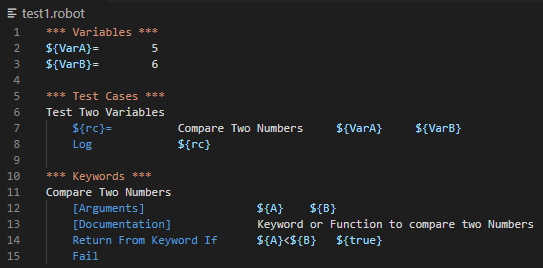 test1.robot
1 *** Variables ***
2 ${VarA}= 5
3 ${VarB}= 6
4
5 *** Test Cases ***
6 Test Two Variables
7 ${rc}= Compare Two Numbers ${VarA} ${VarB}
8 Log ${rc}
9
10 *** Keywords ***
11 Compare Two Numbers
12 [Arguments] ${A} ${B}
13 [Documentation] Keyword or Function to compare two Numbers
14 Return From Keyword If ${A}<${B} ${true}
15 Fail